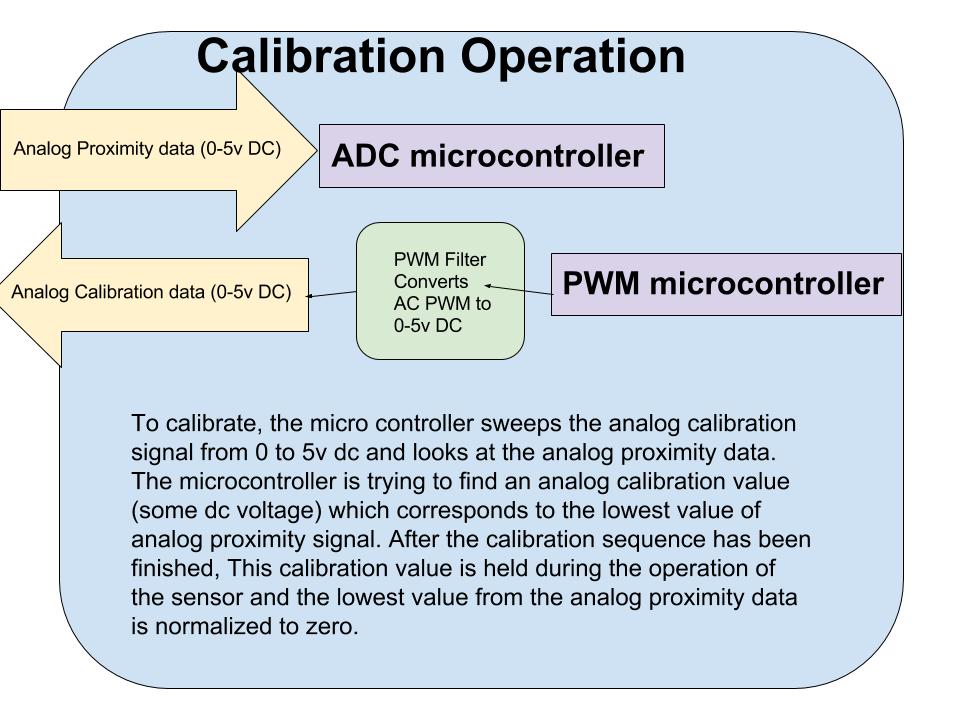 Calibration Operation
Analog Proximity data (0-5v DC)
ADC microcontroller
Analog Calibration data (0-5v DC)
PWM Filter
Converts
AC PWM to
0-5v DC
PWM microcontroller
To calibrate, the micro controller sweeps the analog calibration
signal from 0 to 5v dc and looks at the analog proximity data.
The microcontroller is trying to find an analog calibration value
(some dc voltage) which corresponds to the lowest value of
analog proximity signal. After the calibration sequence has been
finished, This calibration value is held during the operation of
the sensor and the lowest value from the analog proximity data
is normalized to zero.